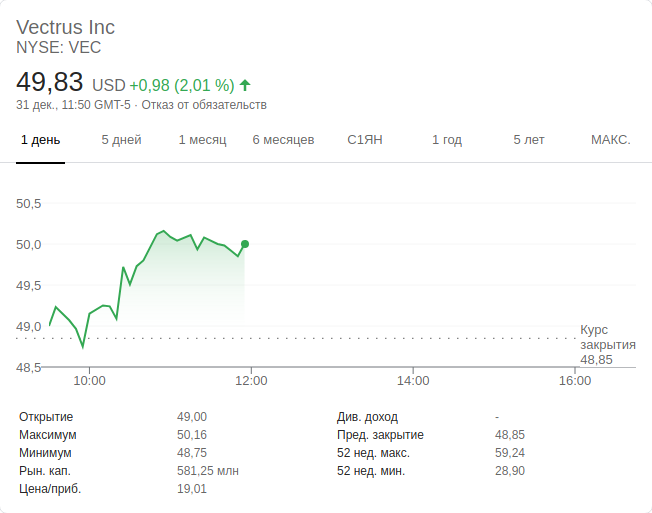 Vectrus Inc
NYSE: VEC
49,83 USD +0,98 (2,01 %)
31 дек., 11:50 GMT-5 · Отказ от обязательств
1 день 5 дней 1 месяц 6 месяцев С1ЯН 1 год 5 лет МАКС.
50,5
50,0
49,5
49,0
48,5
Курс
закрытия
48,85
10:00 12:00 14:00 16:00
Открытие 49,00 Див. доход -
Максимум 50,16 Пред. закрытие 48,85
Минимум 48,75 52 нед. макс. 59,24
Рын. кап. 581,25 млн 52 нед. мин. 28,90
Цена/приб. 19,01